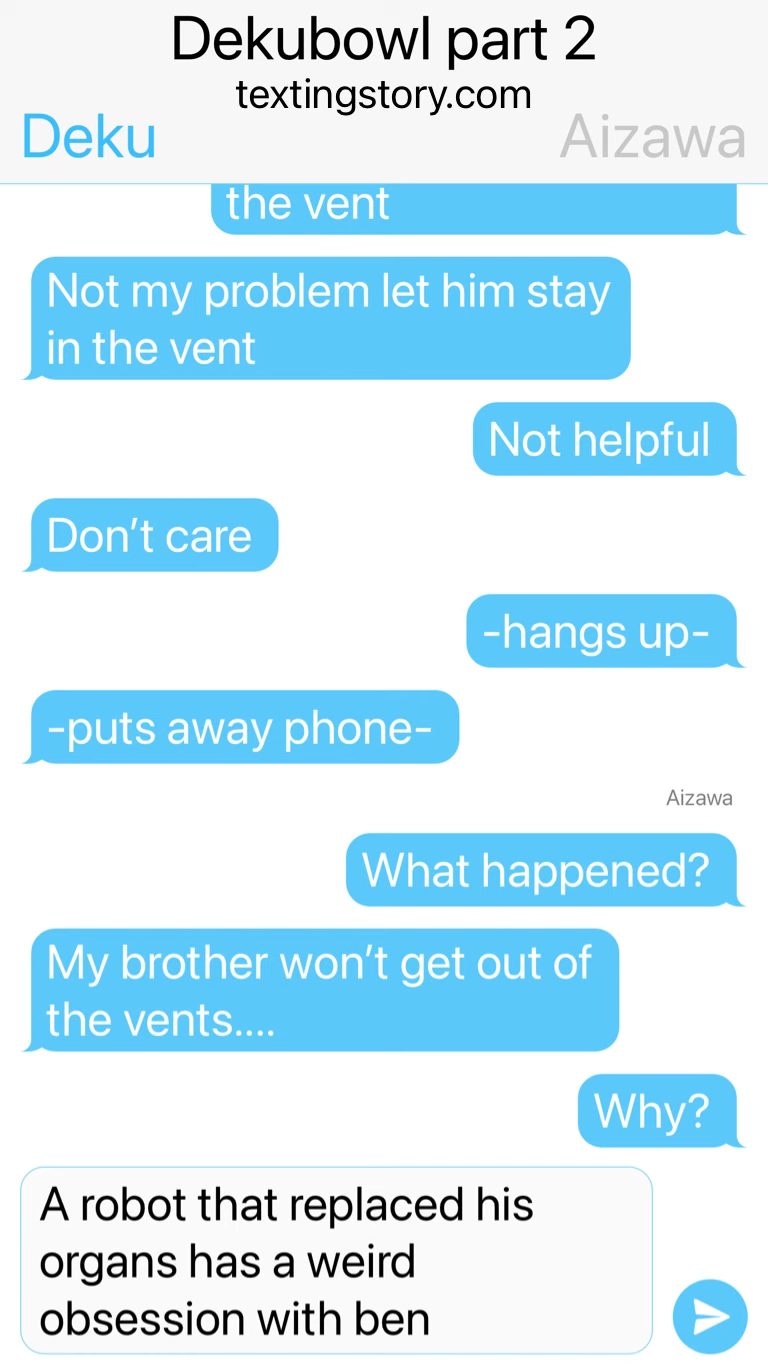 Dekubowl part 2
textingstory.com
Deku
Aizawa
the vent
Not my problem let him stay
in the vent
Not helpful
Don’t care
-hangs up-
-puts away phone-
Aizawa
What happened?
My brother won’t get out of
the vents....
Why?
A robot that replaced his
organs has a weird
obsession with ben